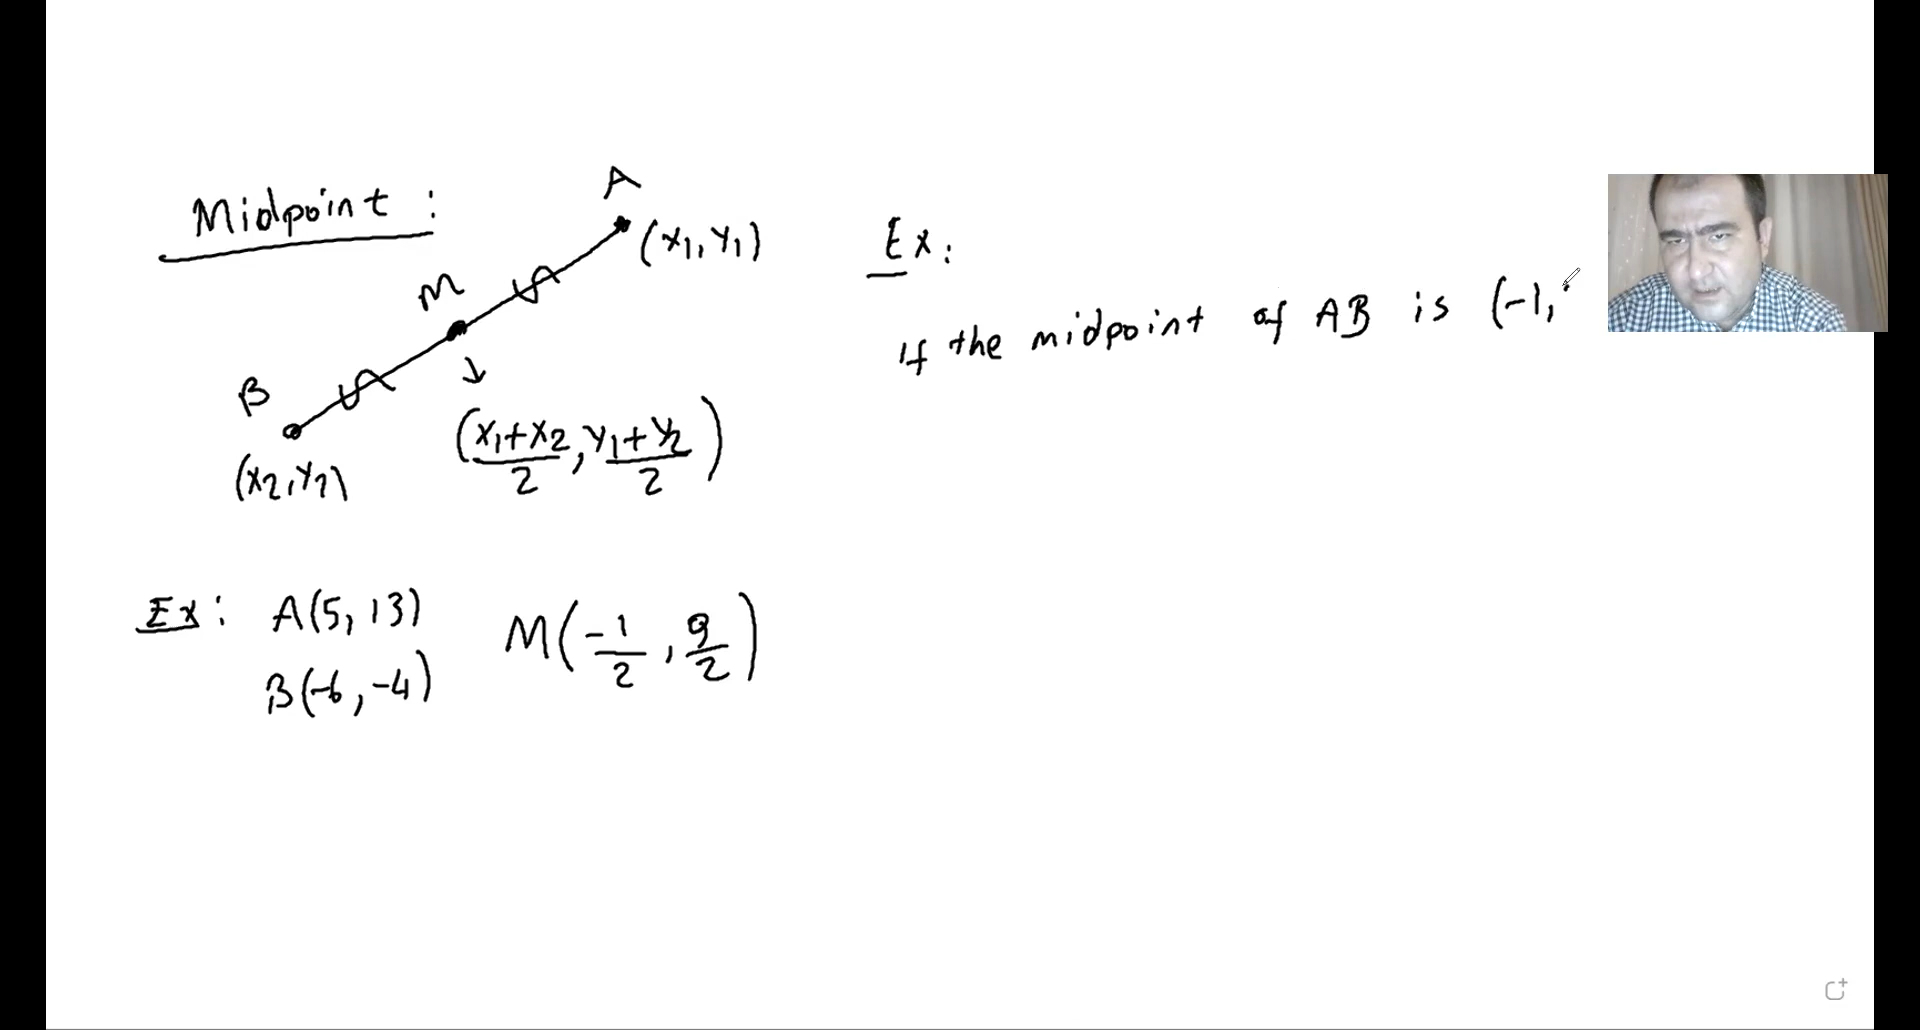 Midpoint :
A
(x1, y1)
M
B
(x2, y2)
(x1+x2/2, y1+y2/2)
Ex : A(5, 13)
B(-6, -4)
M(-1/2, 9/2)
Ex:
If the midpoint of AB is (-1,